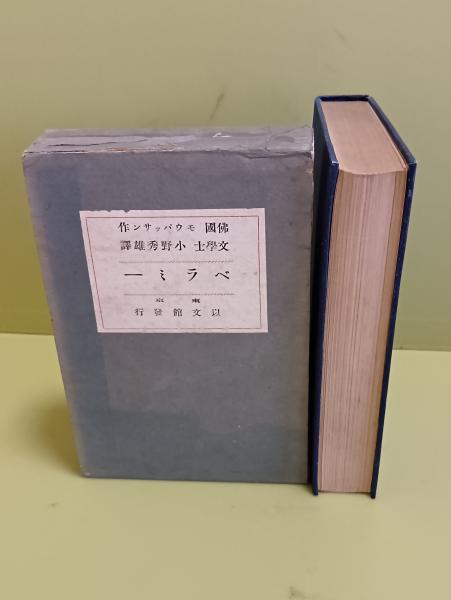 佛國 モウパッサン作
文學士 小野秀雄譯
ベラミー
東京
以文館發行